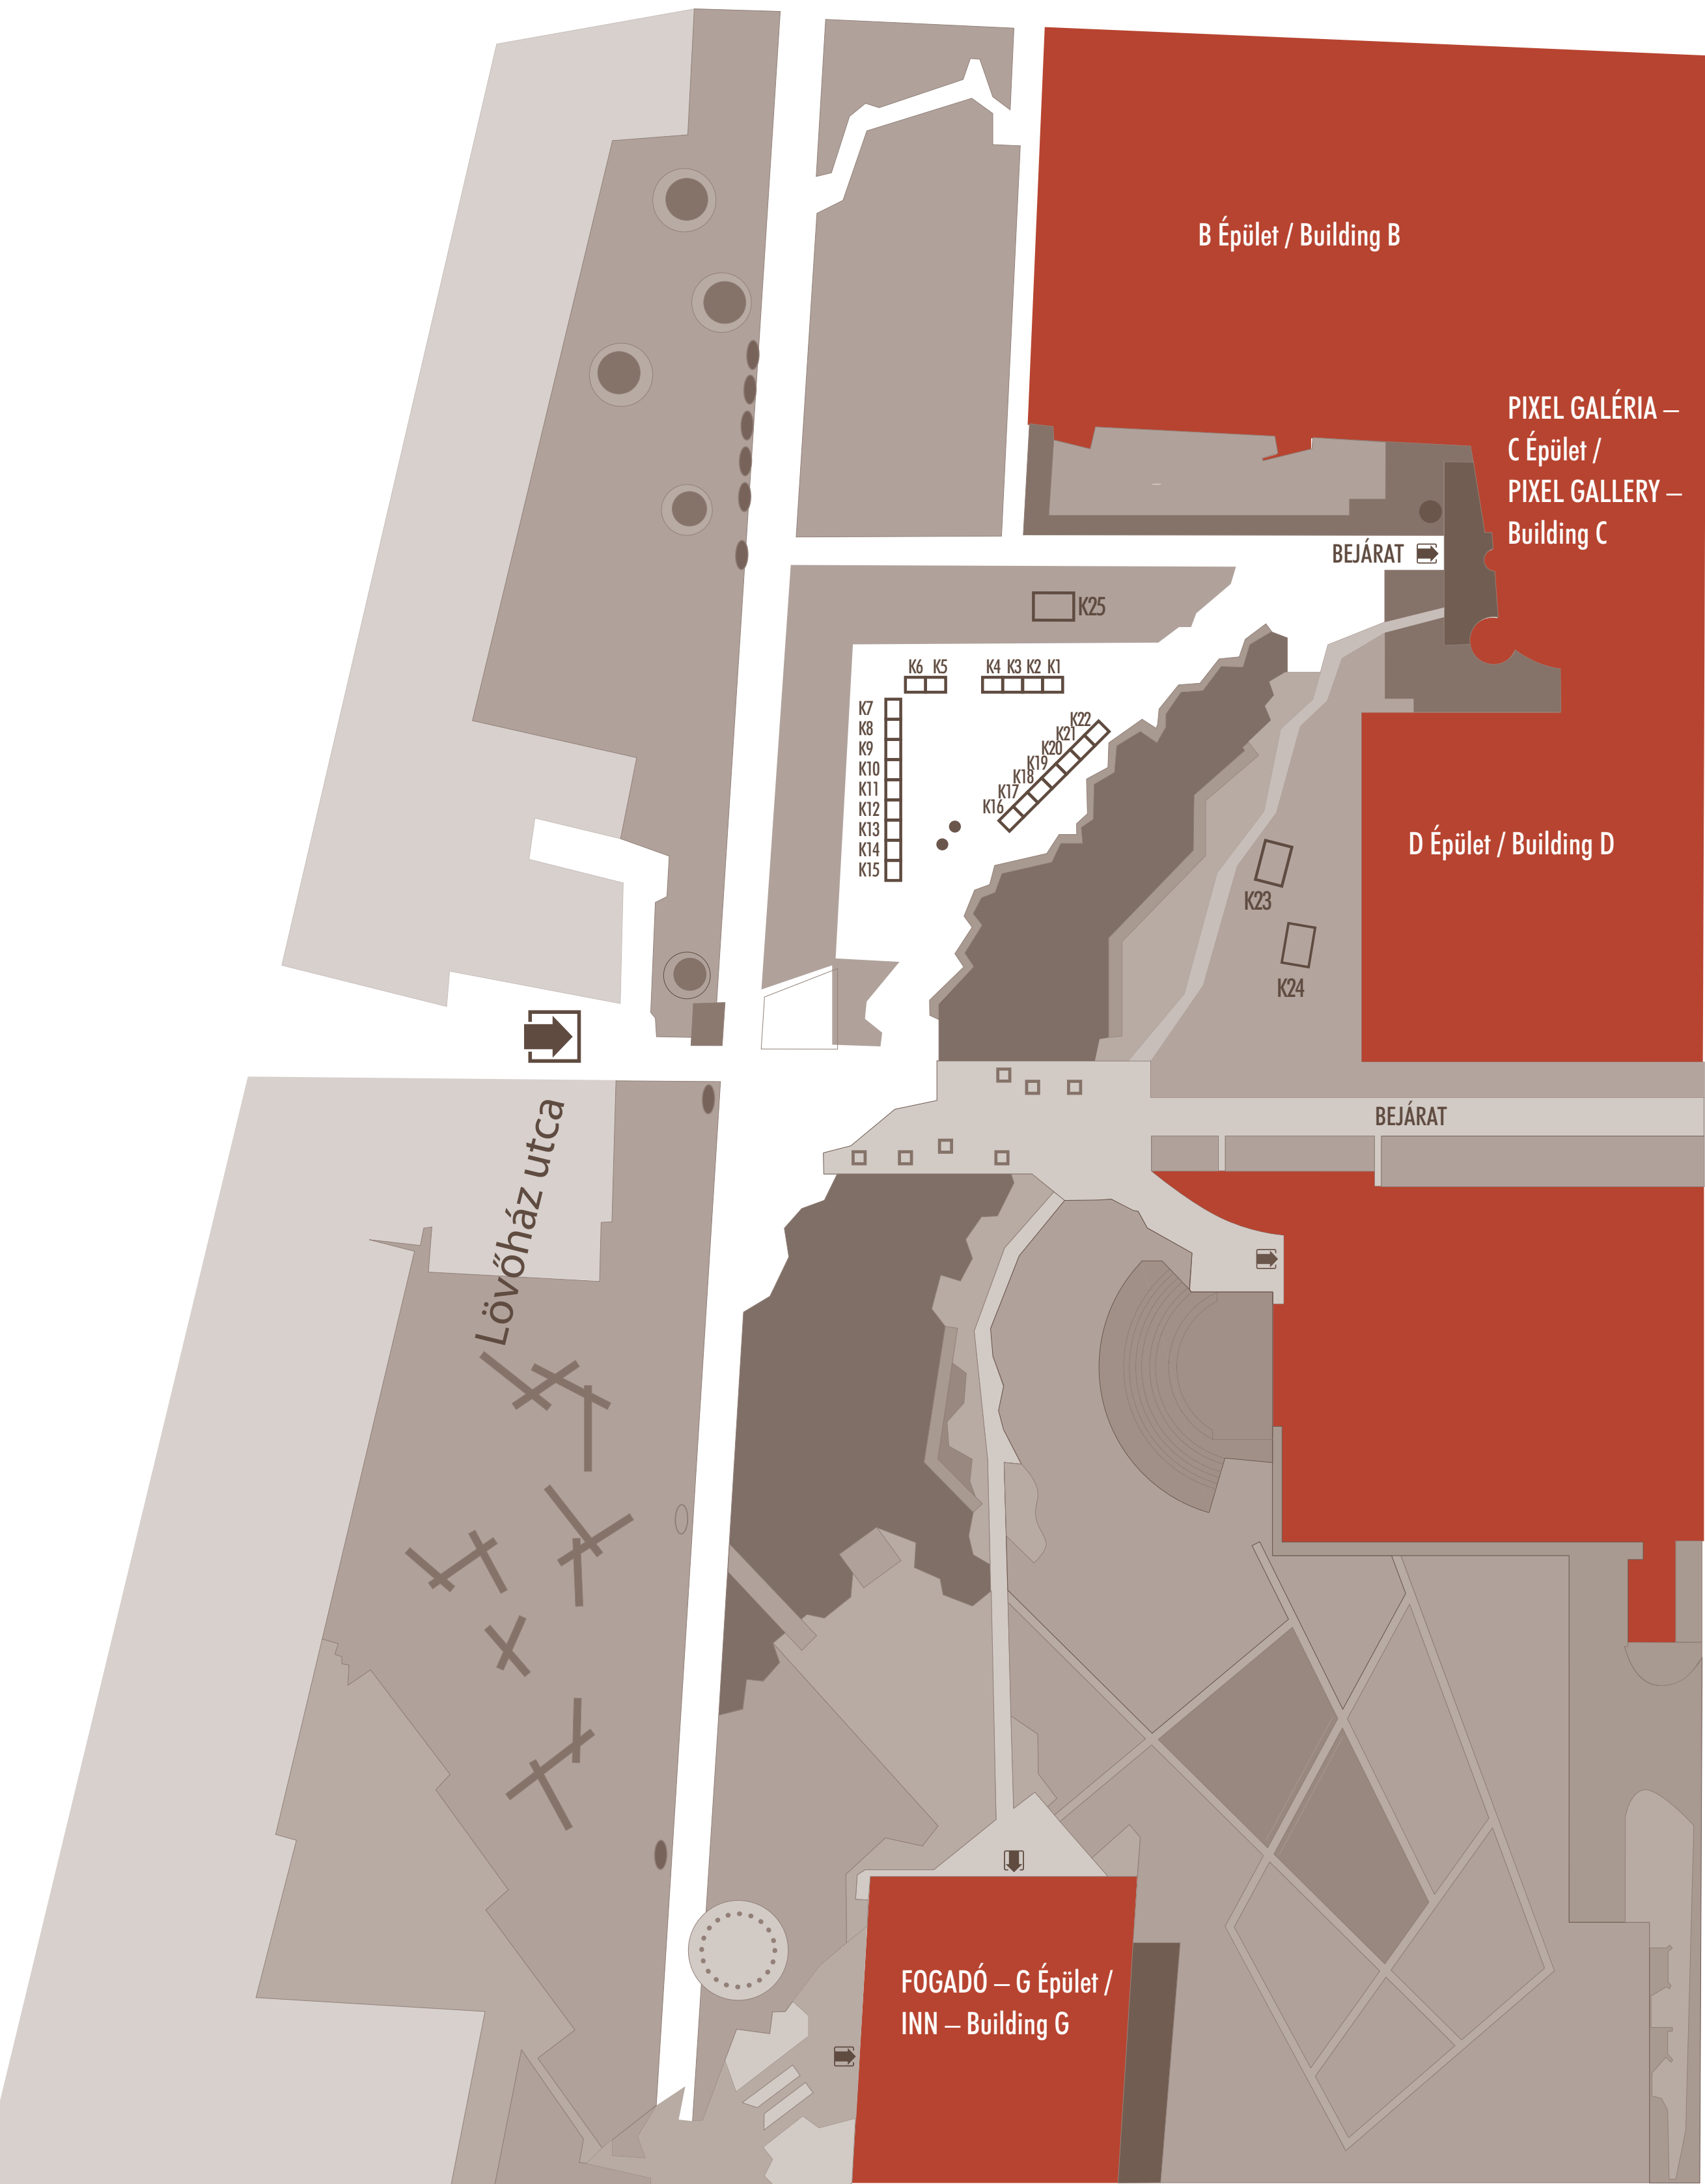 B Épület / Building B
PIXEL GALÉRIA –
C Épület /
PIXEL GALLERY –
Building C
BEJÁRAT
K25
K6 K5 K4 K3 K2 K1
K7
K8
K9
K10
K11
K12
K13
K14
K15
K22
K21
K20
K19
K18
K17
K16
D Épület / Building D
K23
K24
BEJÁRAT
Lövőház utca
FOGADÓ – G Épület /
INN – Building G